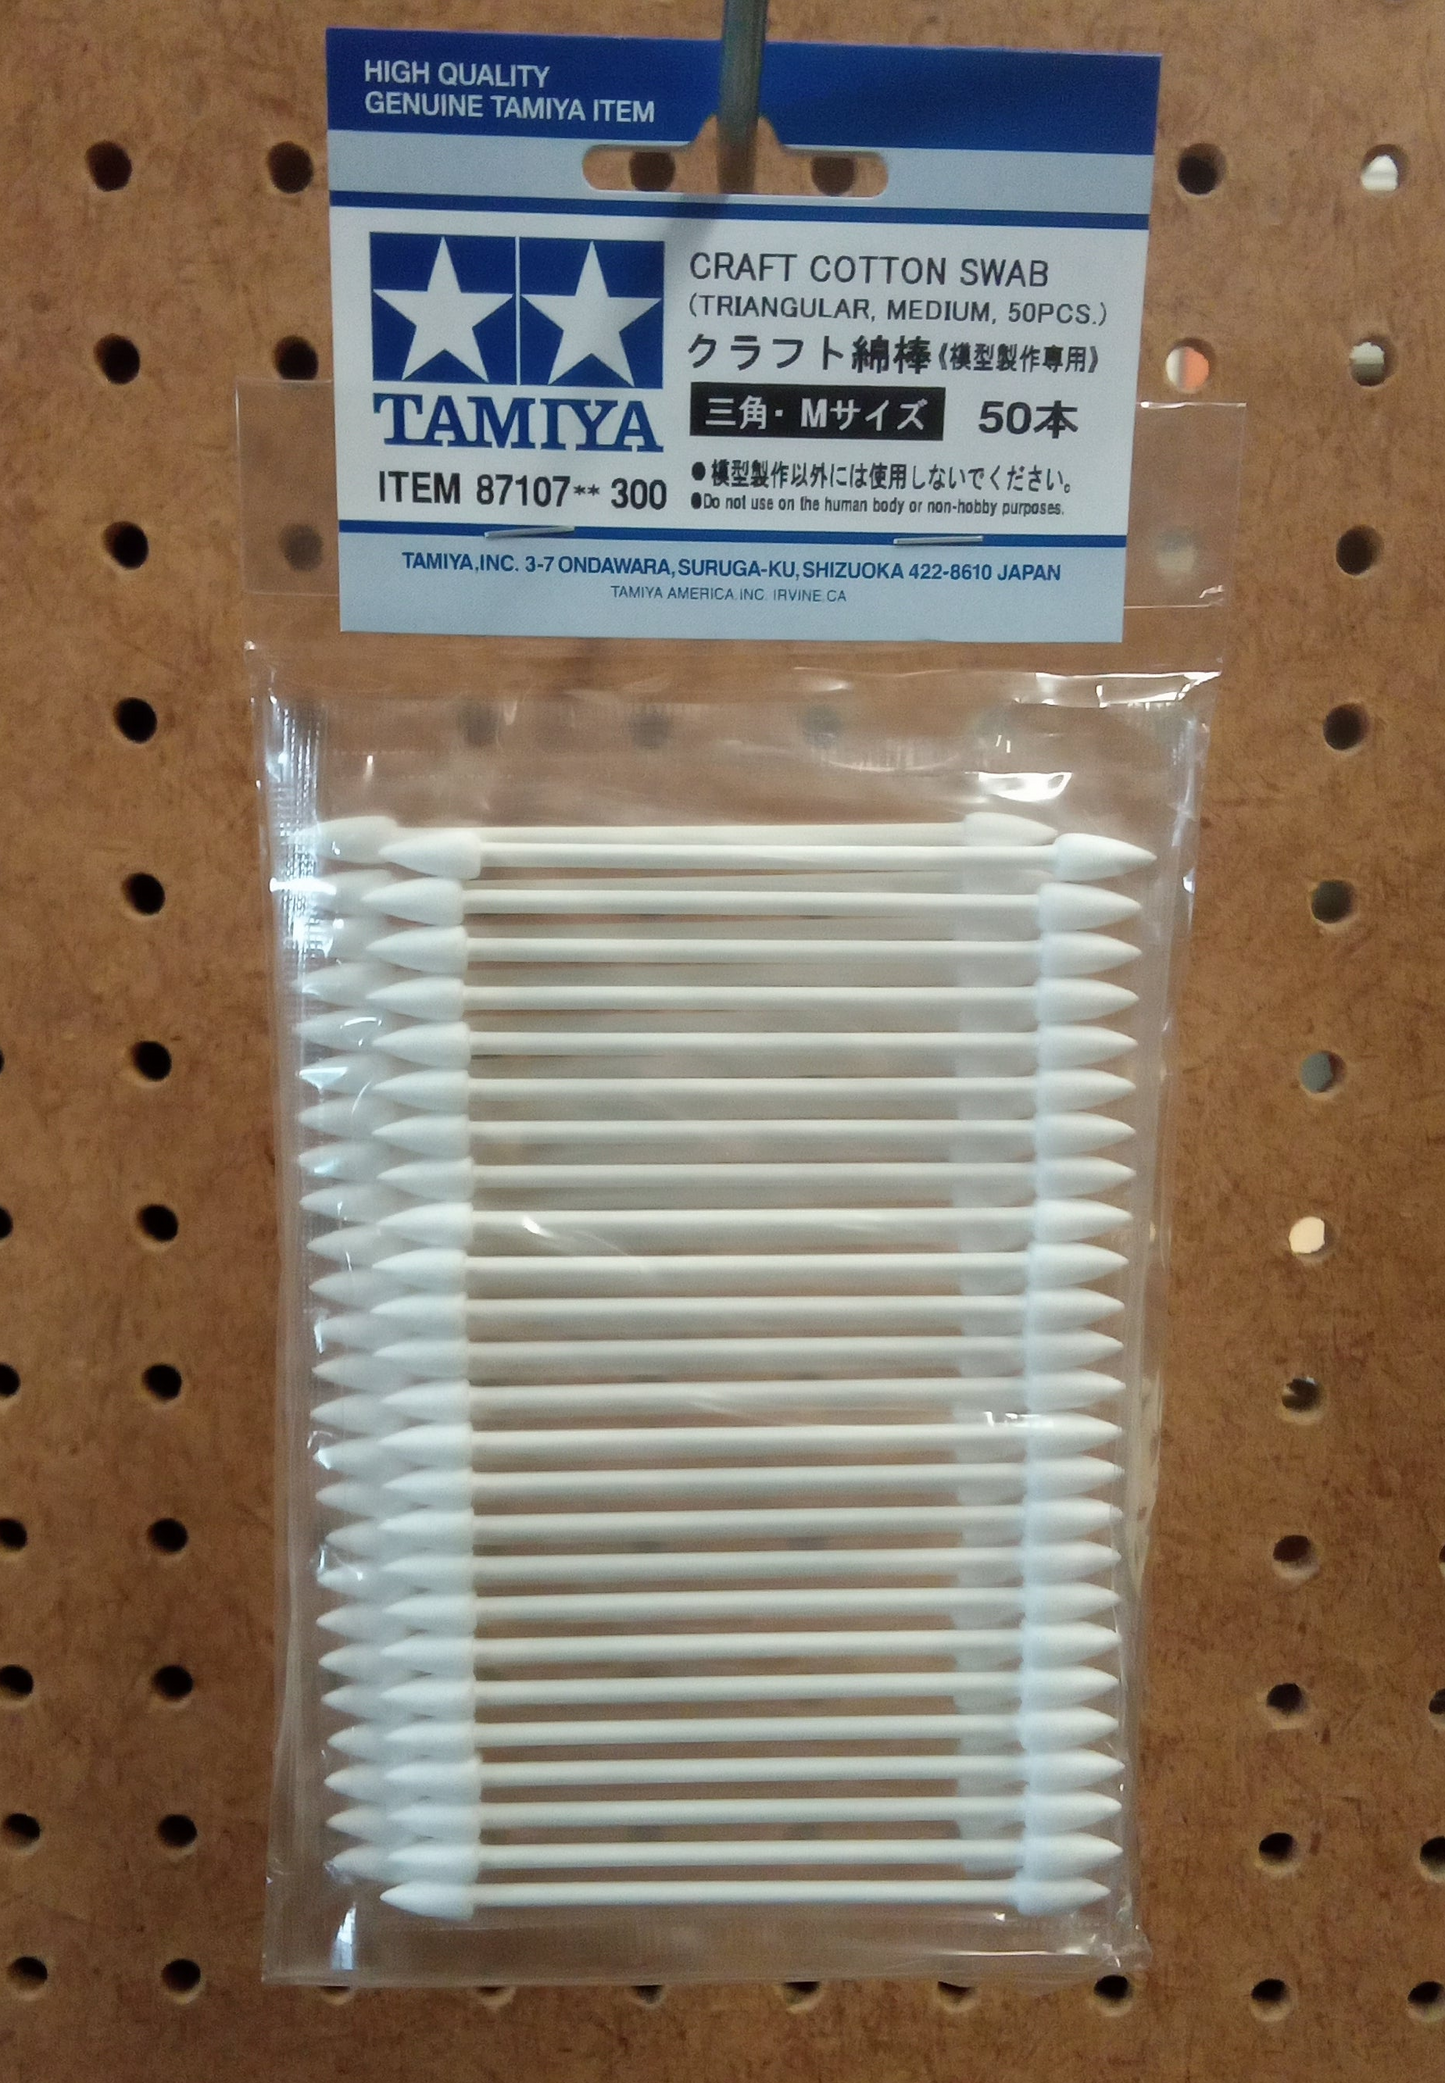 HIGH QUALITY
GENUINE TAMIYA ITEM
CRAFT COTTON SWAB
(TRIANGULAR, MEDIUM, 50PCS.)
クラフト綿棒《模型製作専用》
三角・Mサイズ 50本
●模型製作以外には使用しないでください。
●Do not use on the human body or non-hobby purposes.
TAMIYA
ITEM 87107** 300
TAMIYA,INC. 3-7 ONDAWARA, SURUGA-KU, SHIZUOKA 422-8610 JAPAN
TAMIYA AMERICA, INC. IRVINE, CA